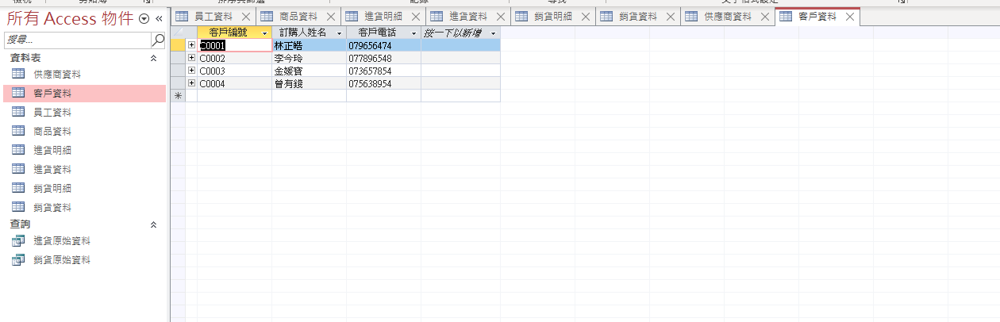 所有 Access 物件
搜尋...
資料表
供應商資料
客戶資料
員工資料
商品資料
進貨明細
進貨資料
銷貨明細
銷貨資料
查詢
進貨原始資料
銷貨原始資料
員工資料 商品資料 進貨明細 進貨資料 銷貨明細 銷貨資料 供應商資料 客戶資料
客戶編號 訂購人姓名 客戶電話 按一下以新增
C0001 林正皓 079656474
C0002 李今玲 077896548
C0003 金媛寶 073657854
C0004 曾有錢 075638954